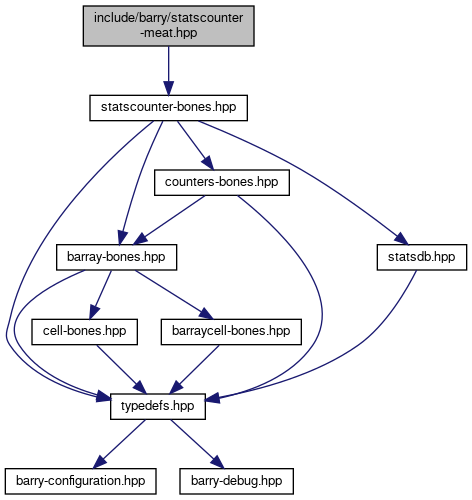 include/barry/statscounter
-meat.hpp
statscounter-bones.hpp
counters-bones.hpp
barray-bones.hpp
statsdb.hpp
cell-bones.hpp
barraycell-bones.hpp
typedefs.hpp
barry-configuration.hpp
barry-debug.hpp